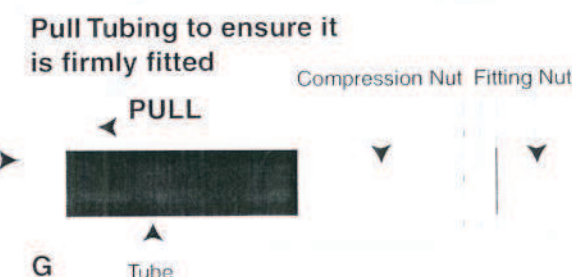 Pull Tubing to ensure it
is firmly fitted
Compression Nut Fitting Nut
PULL
G
Tube